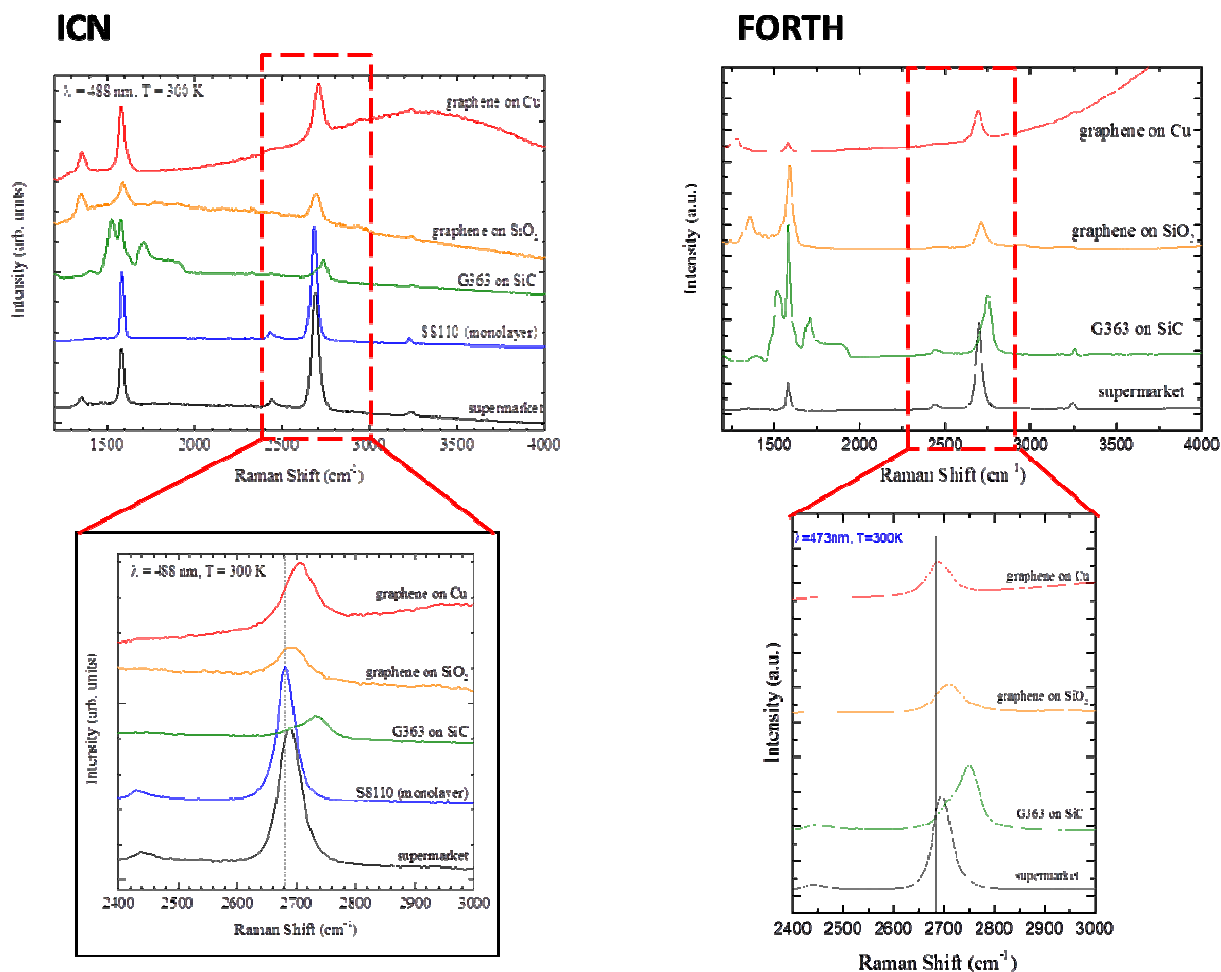 ICN
FORTH
λ = 488 nm, T = 300 K
graphene on Cu
graphene on SiO₂
G363 on SiC
SS110 (monolayer)
supermarket
Intensity (arb. units)
1500 2000 2500 3000 3500 4000
Raman Shift (cm⁻¹)
graphene on Cu
graphene on SiO₂
G363 on SiC
supermarket
Intensity (a.u.)
1500 2000 2500 3000 3500 4000
Raman Shift (cm⁻¹)
λ = 488 nm, T = 300 K
graphene on Cu
graphene on SiO₂
G363 on SiC
S8110 (monolayer)
supermarket
Intensity (arb. units)
2400 2500 2600 2700 2800 2900 3000
Raman Shift (cm⁻¹)
λ=473nm, T=300K
graphene on Cu
graphene on SiO₂
G363 on SiC
supermarket
Intensity (a.u.)
2400 2500 2600 2700 2800 2900 3000
Raman Shift (cm⁻¹)